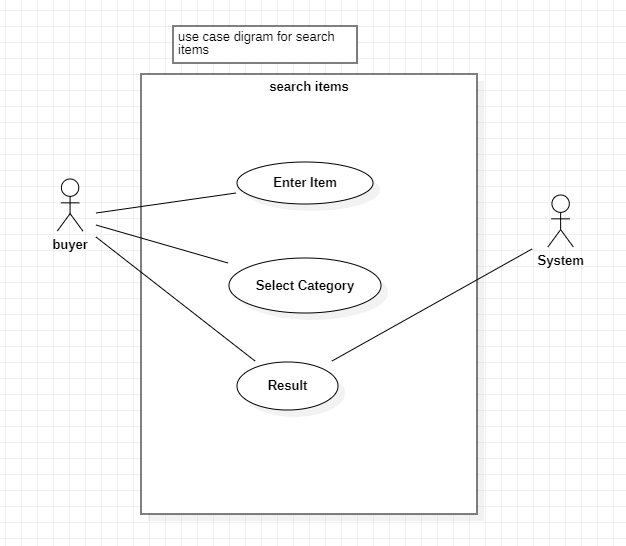 use case digram for search
items
search items
Enter Item
buyer
System
Select Category
Result